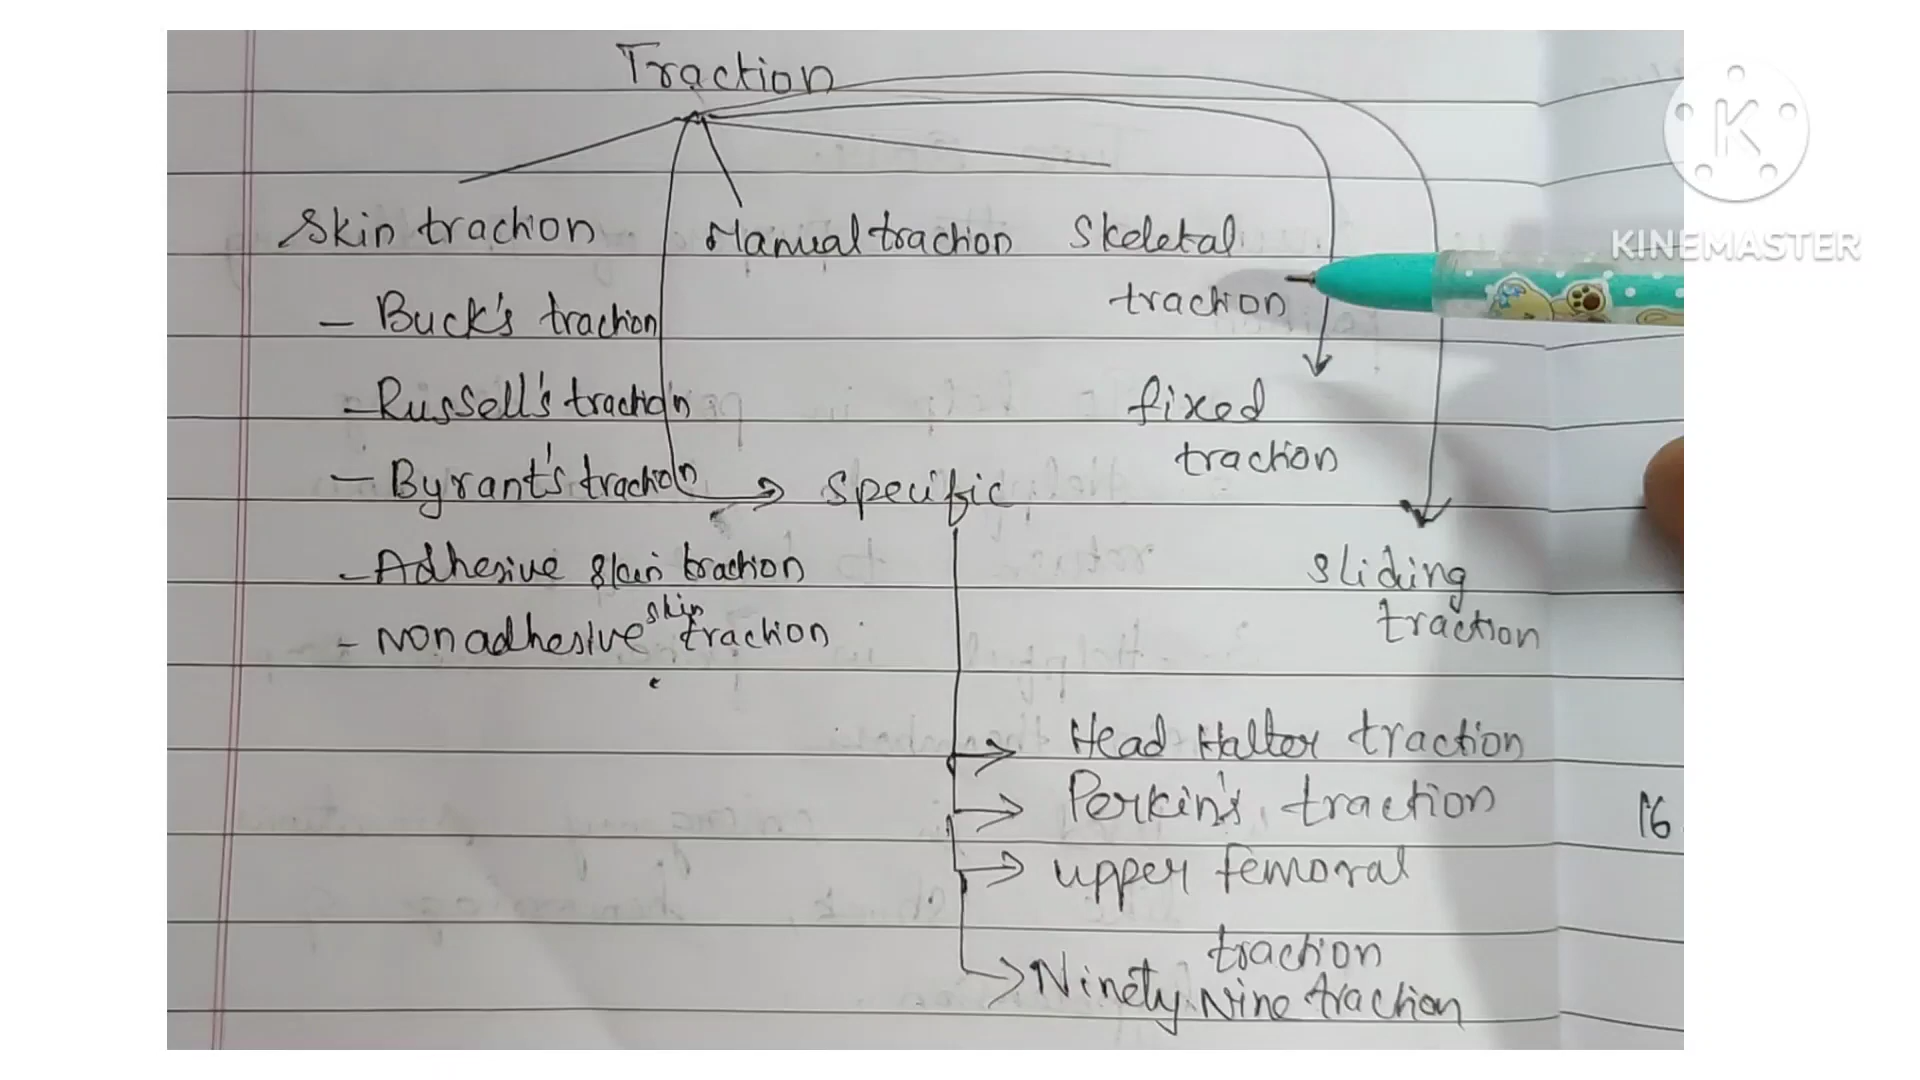 Traction
Skin traction
Manual traction
Skeletal
traction
- Buck's traction
- Russell's traction
- Byrant's traction
- Adhesive skin traction
- Non adhesive skin traction
fixed
traction
specific
sliding
traction
Head Halter traction
Perkin's traction
upper femoral
traction
Ninety Nine traction
16
K
KINEMASTER